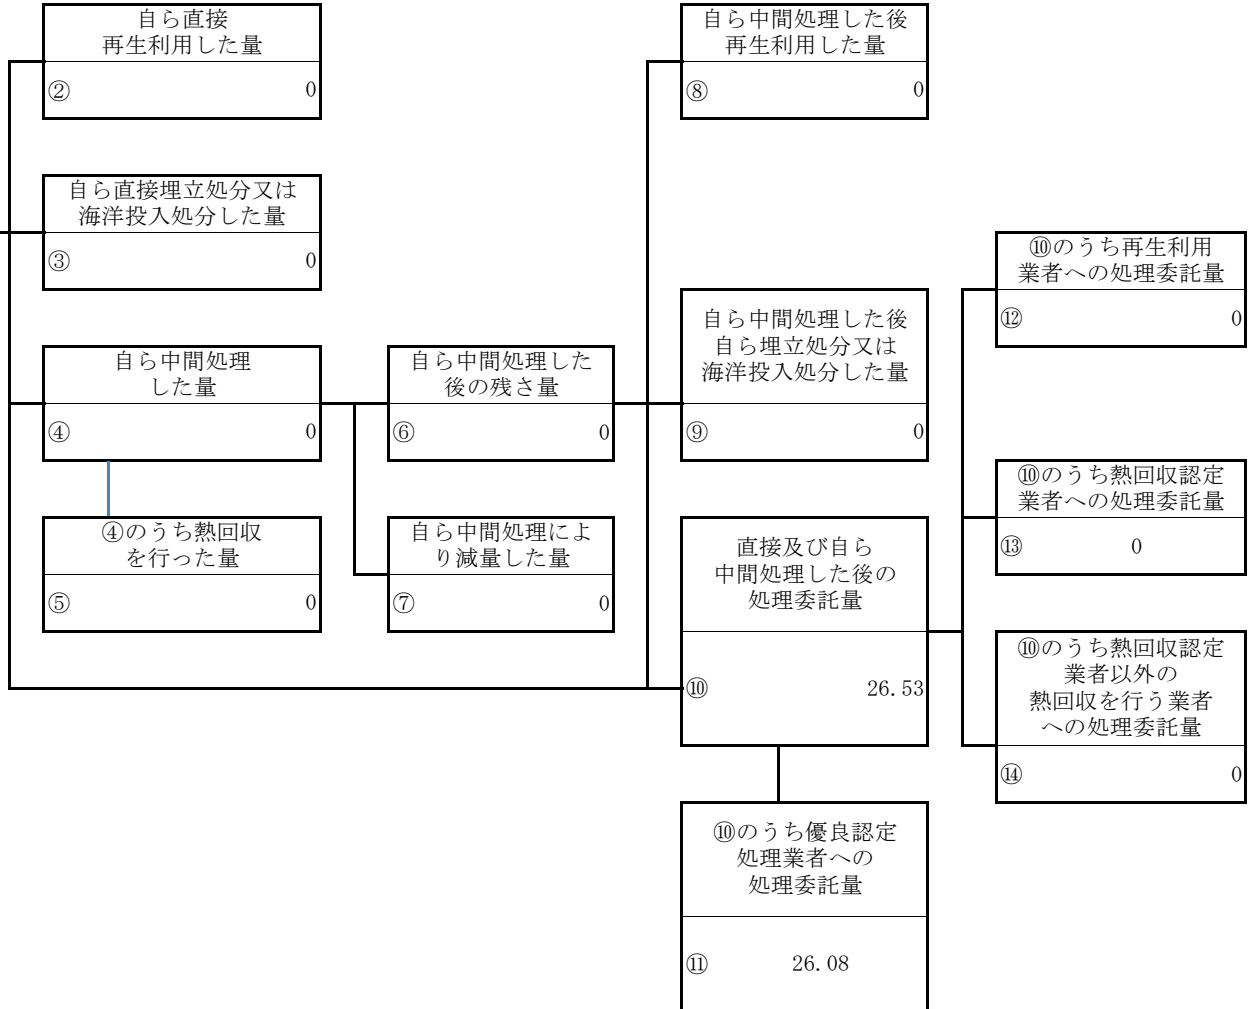 自ら直接
再生利用した量
② 0
自ら直接埋立処分又は
海洋投入処分した量
③ 0
自ら中間処理
した量
④ 0
④のうち熱回収
を行った量
⑤ 0
自ら中間処理した
後の残さ量
⑥ 0
自ら中間処理によ
り減量した量
⑦ 0
自ら中間処理した後
再生利用した量
⑧ 0
自ら中間処理した後
自ら埋立処分又は
海洋投入処分した量
⑨ 0
直接及び自ら
中間処理した後の
処理委託量
⑩ 26.53
⑩のうち優良認定
処理業者への
処理委託量
⑪ 26.08
⑩のうち再生利用
業者への処理委託量
⑫ 0
⑩のうち熱回収認定
業者への処理委託量
⑬ 0
⑩のうち熱回収認定
業者以外の
熱回収を行う業者
への処理委託量
⑭ 0